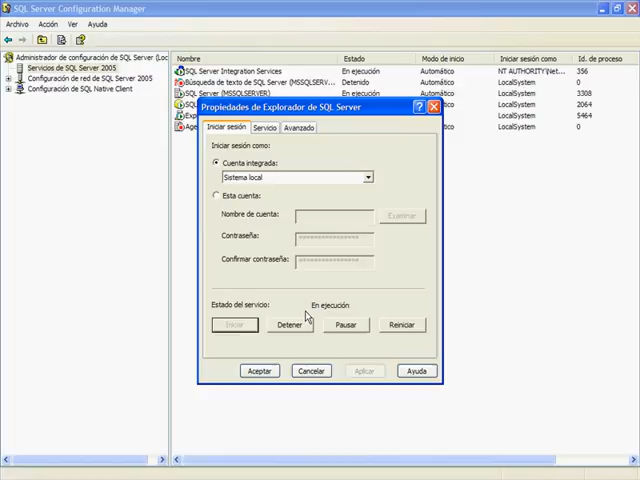 SQL Server Configuration Manager
Archivo Acción Ver Ayuda
Administrador de configuración de SQL Server (Loc
Servicios de SQL Server 2005
Configuración de red de SQL Server 2005
Configuración de SQL Native Client
Nombre Estado Modo de inicio Iniciar sesión como Id. de proceso
SQL Server Integration Services En ejecución Automático NT AUTHORITY\Net... 356
Búsqueda de texto de SQL Server (MSSQLSERV... Detenido Automático LocalSystem 0
SQL Server (MSSQLSERVER) En ejecución Automático LocalSystem 3308
SQL LocalSystem 2064
Exp LocalSystem 5464
Age LocalSystem 0
Propiedades de Explorador de SQL Server
Iniciar sesión Servicio Avanzado
Iniciar sesión como:
Cuenta integrada:
Sistema local
Esta cuenta:
Nombre de cuenta: Examinar
Contraseña: ***************
Confirmar contraseña: ***************
Estado del servicio: En ejecución
Iniciar Detener Pausar Reiniciar
Aceptar Cancelar Aplicar Ayuda